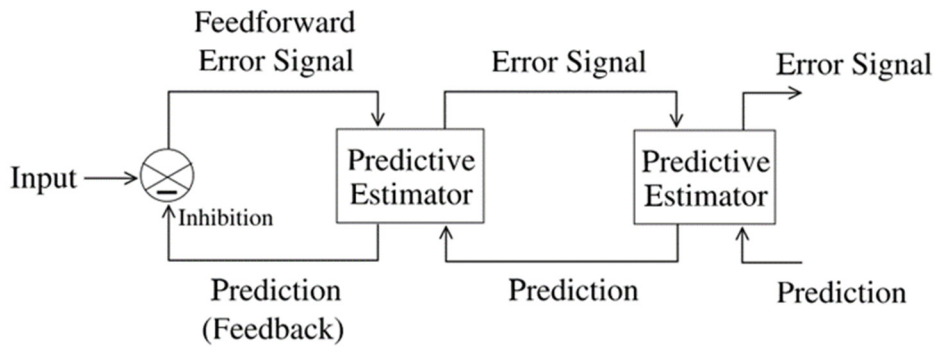 Feedforward
Error Signal
Error Signal
Error Signal
Input
Predictive
Estimator
Predictive
Estimator
Inhibition
Prediction
(Feedback)
Prediction
Prediction